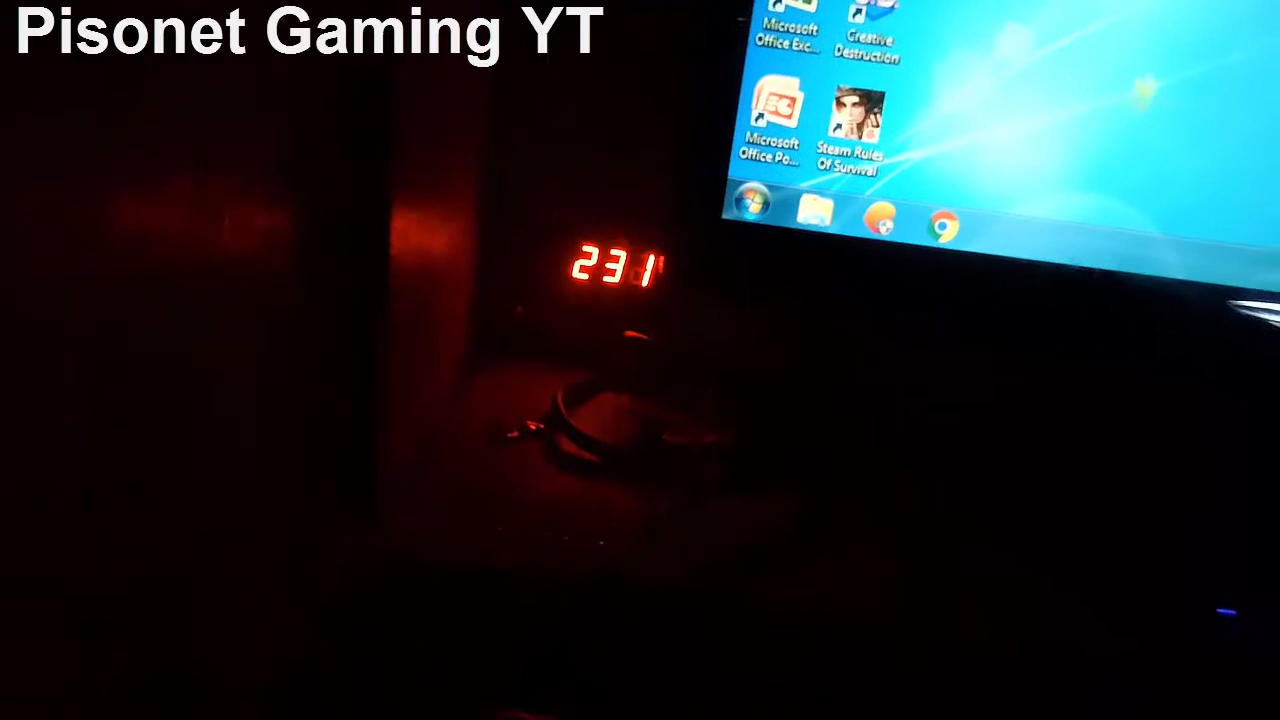 Pisonet Gaming YT
Microsoft
Office Exc...
Creative
Destruction
Microsoft
Office Po...
Steam Rules
Of Survival
231